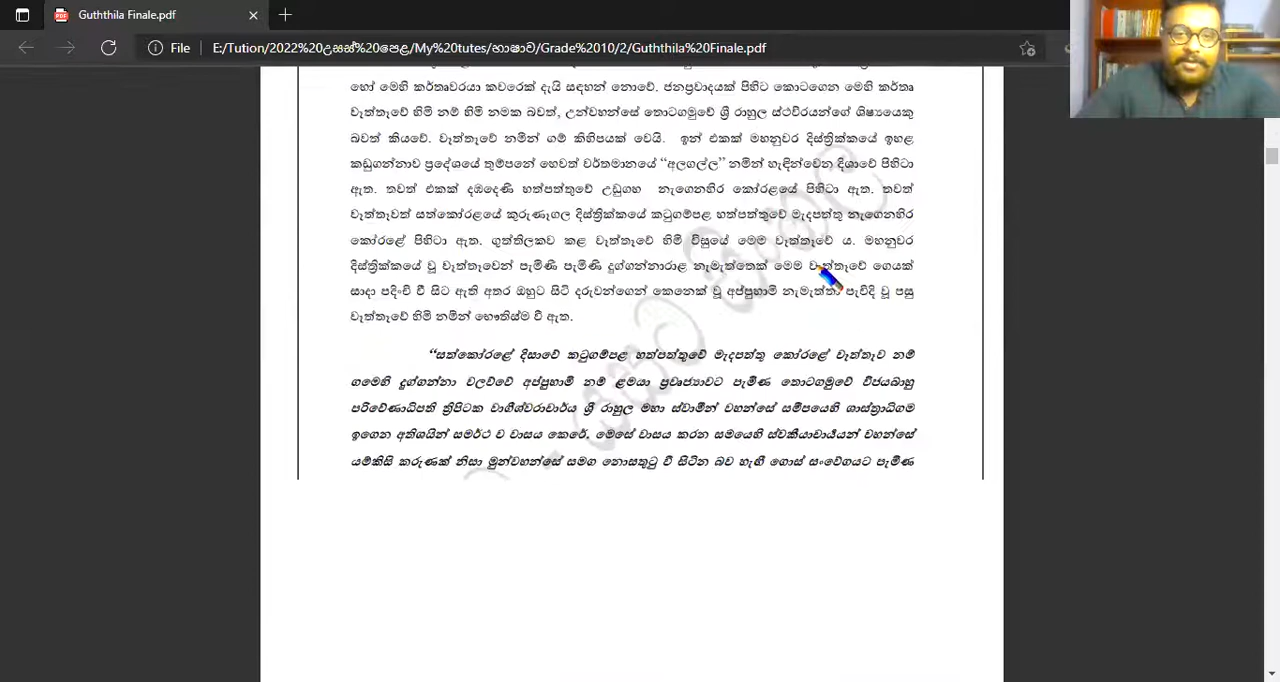 Guththila Finale.pdf
File E:/Tution/2022%20උසස්%20පෙළ/My%20tutes/භාෂාව/Grade%2010/2/Guththila%20Finale.pdf
හෝ මෙහි කර්තෘවරයා කවරෙක් දැයි සඳහන් නොවේ. ජනප්‍රවාදයක් පිහිට කොටගෙන මෙහි කර්තෘ
වෑත්තෑවේ හිමි නම් හිමි නමක බවත්, උන්වහන්සේ තොටගමුවේ ශ්‍රී රාහුල ස්ථවිරයන්ගේ ශිෂ්‍යයෙකු
බවත් කියවේ. වෑත්තෑවේ නමින් ගම් කිහිපයක් වෙයි. ඉන් එකක් මහනුවර දිස්ත්‍රික්කයේ ඉහළ
කඩුගන්නාව ප්‍රදේශයේ තුම්පනේ හෙවත් වර්තමානයේ “අලගල්ල” නමින් හැඳින්වෙන දිශාවේ පිහිටා
ඇත. තවත් එකක් දඹදෙණි හත්පත්තුවේ උඩුගහ නැගෙනහිර කෝරළයේ පිහිටා ඇත. තවත්
වෑත්තෑවක් සත්කෝරළයේ කුරුණෑගල දිස්ත්‍රික්කයේ කටුගම්පළ හත්පත්තුවේ මැදපත්තු නැගෙනහිර
කෝරළේ පිහිටා ඇත. ගුත්තිලකව කළ වෑත්තෑවේ හිමි විසුයේ මෙම වෑත්තෑවේ ය. මහනුවර
දිස්ත්‍රික්කයේ වූ වෑත්තෑවෙන් පැමිණි පැමිණි දුග්ගන්නාරාළ නැමැත්තෙක් මෙම වෑත්තෑවේ ගෙයක්
සාදා පදිංචි වී සිට ඇති අතර ඔහුට සිටි දරුවන්ගෙන් කෙනෙක් වූ අප්පුහාමි නැමැත්තා පැවිදි වූ පසු
වෑත්තෑවේ හිමි නමින් භෞතිස්ම වී ඇත.
“සත්කෝරළේ දිසාවේ කටුගම්පළ හත්පත්තුවේ මැදපත්තු කෝරළේ වෑත්තෑව නම්
ගමෙහි දුග්ගන්නා වලව්වේ අප්පුහාමි නම් ළමයා ප්‍රවෘජ්‍යාවට පැමිණ තොටගමුවේ විජයබාහු
පරිවේණාධිපති ත්‍රිපිටක වාගීශ්වරාචාර්ය ශ්‍රී රාහුල මහා ස්වාමීන් වහන්සේ සමීපයෙහි ශාස්ත්‍රාධිගම
ඉගෙන අතිශයින් සමර්ථ ව වාසය කෙරේ. මෙසේ වාසය කරන සමයෙහි ස්වකීයාචාර්‍ය්‍යයන් වහන්සේ
යම්කිසි කරුණක් නිසා මුන්වහන්සේ සමග නොසතුටු වී සිටින බව හැඟී ගොස් සංවේගයට පැමිණ